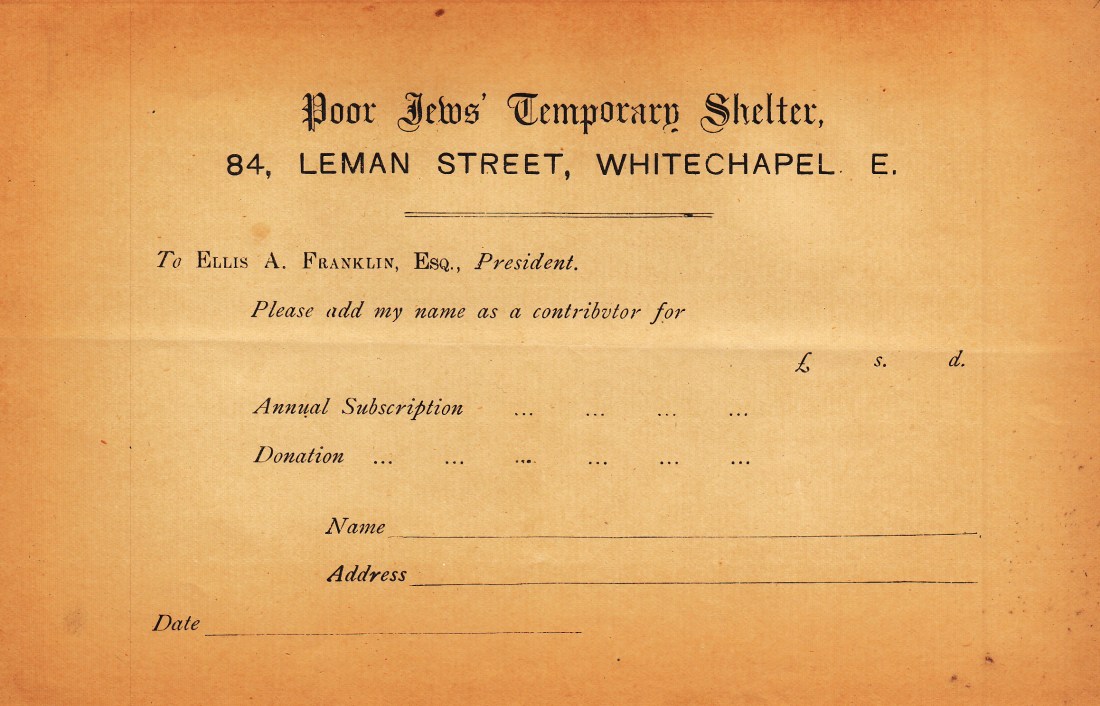 Poor Jews' Temporary Shelter,
84, LEMAN STREET, WHITECHAPEL. E.
To ELLIS A. FRANKLIN, ESQ., President.
Please add my name as a contribvtor for
£ s. d.
Annual Subscription ... ... ... ...
Donation ... ... ... ... ... ...
Name
Address
Date